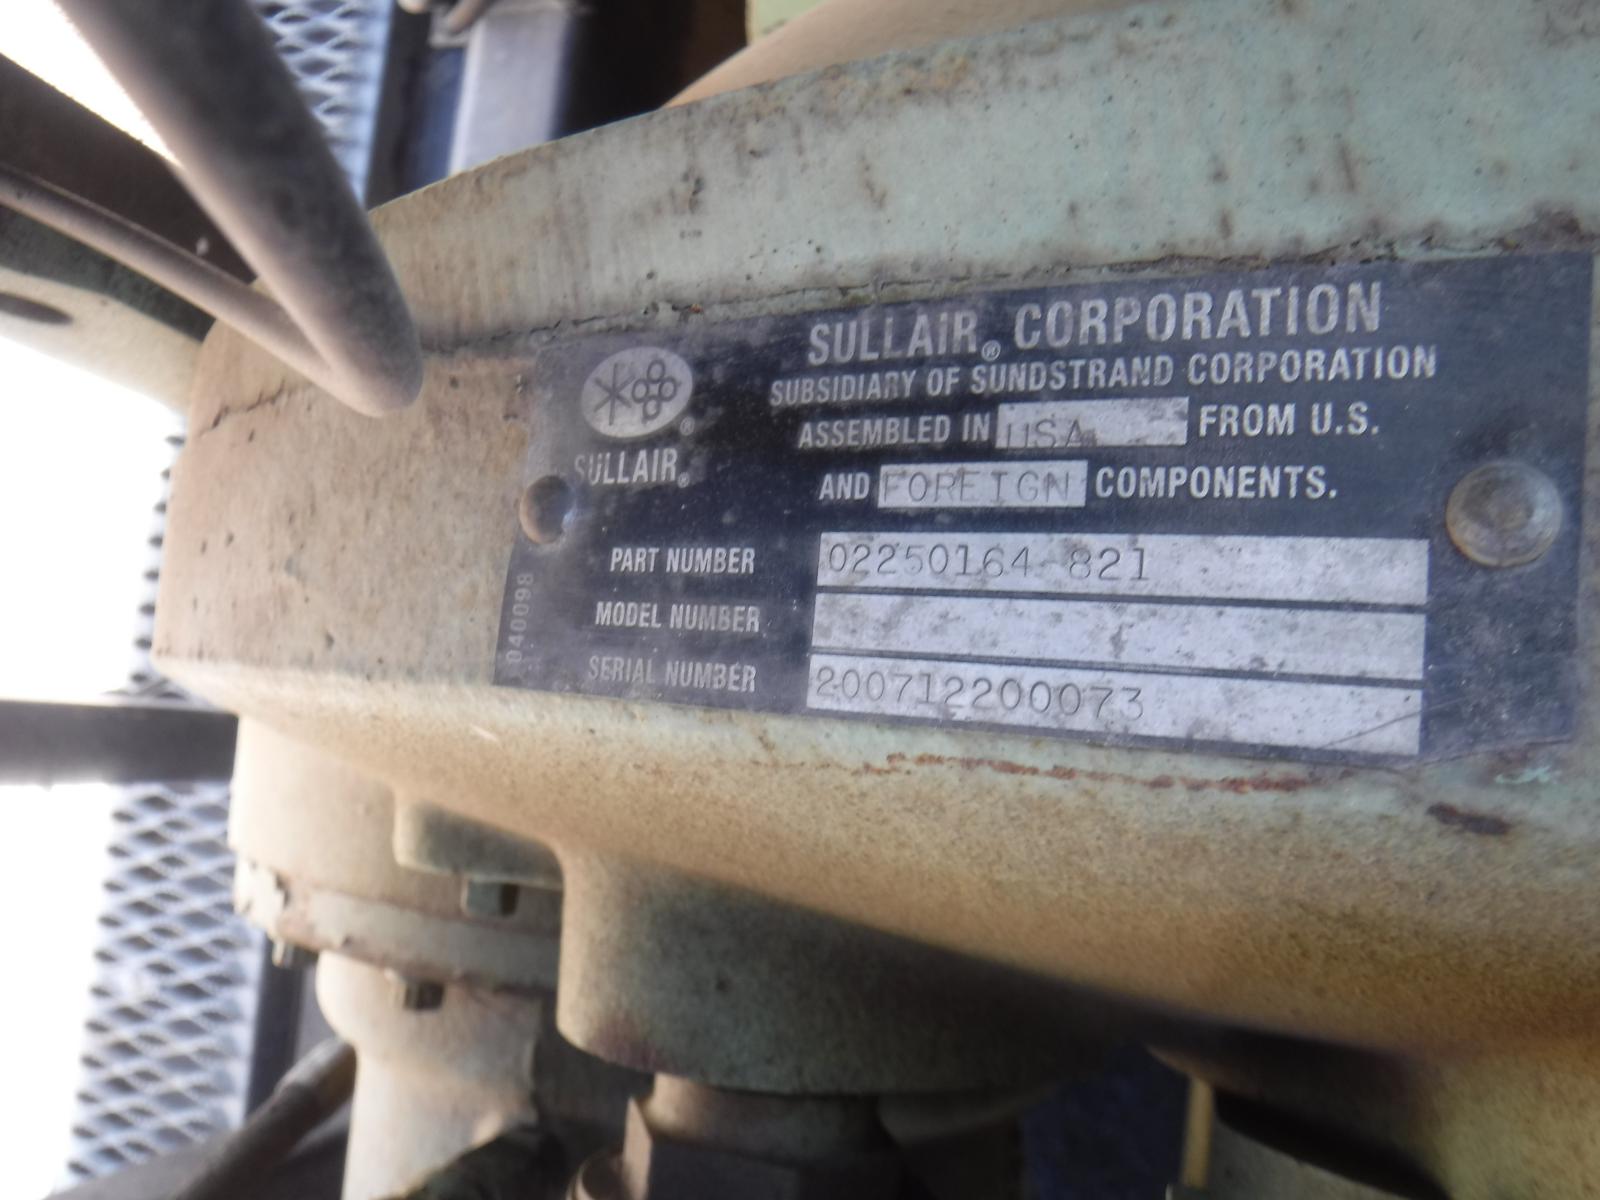 SULLAIR® CORPORATION
SUBSIDIARY OF SUNDSTRAND CORPORATION
ASSEMBLED IN USA FROM U.S.
AND FOREIGN COMPONENTS.
SULLAIR®
PART NUMBER 02250164-821
MODEL NUMBER
SERIAL NUMBER 200712200073
040098